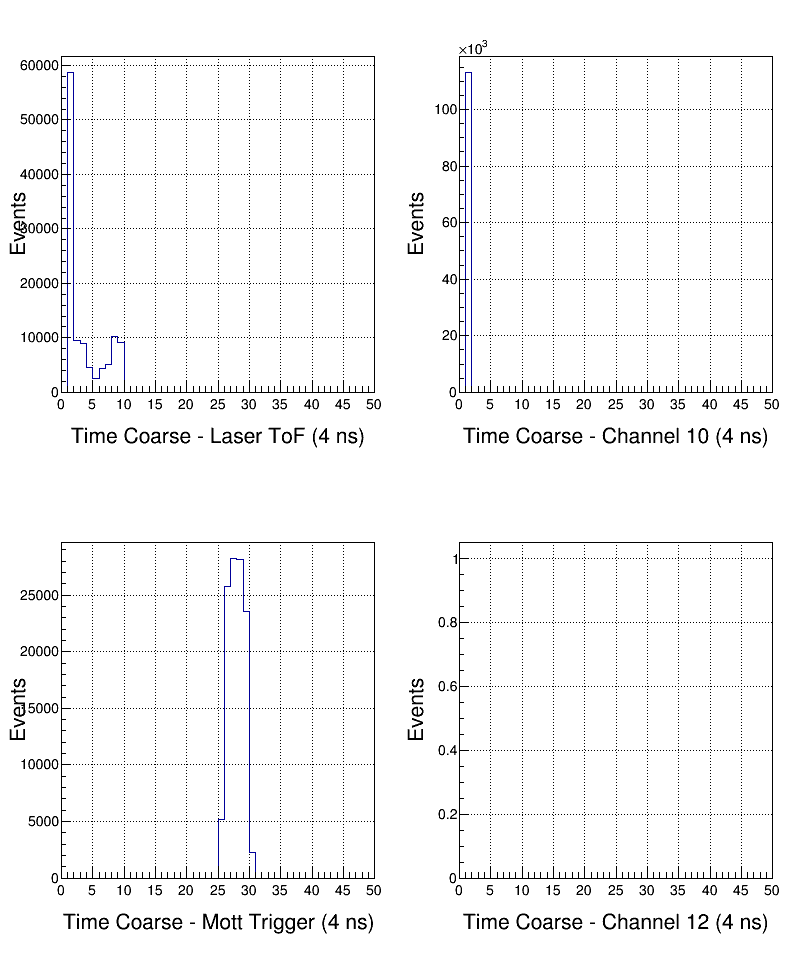 60000
50000
40000
30000
20000
10000
0
Events
0 5 10 15 20 25 30 35 40 45 50
Time Coarse - Laser ToF (4 ns)
×10³
100
80
60
40
20
0
Events
0 5 10 15 20 25 30 35 40 45 50
Time Coarse - Channel 10 (4 ns)
25000
20000
15000
10000
5000
0
Events
0 5 10 15 20 25 30 35 40 45 50
Time Coarse - Mott Trigger (4 ns)
1
0.8
0.6
0.4
0.2
0
Events
0 5 10 15 20 25 30 35 40 45 50
Time Coarse - Channel 12 (4 ns)